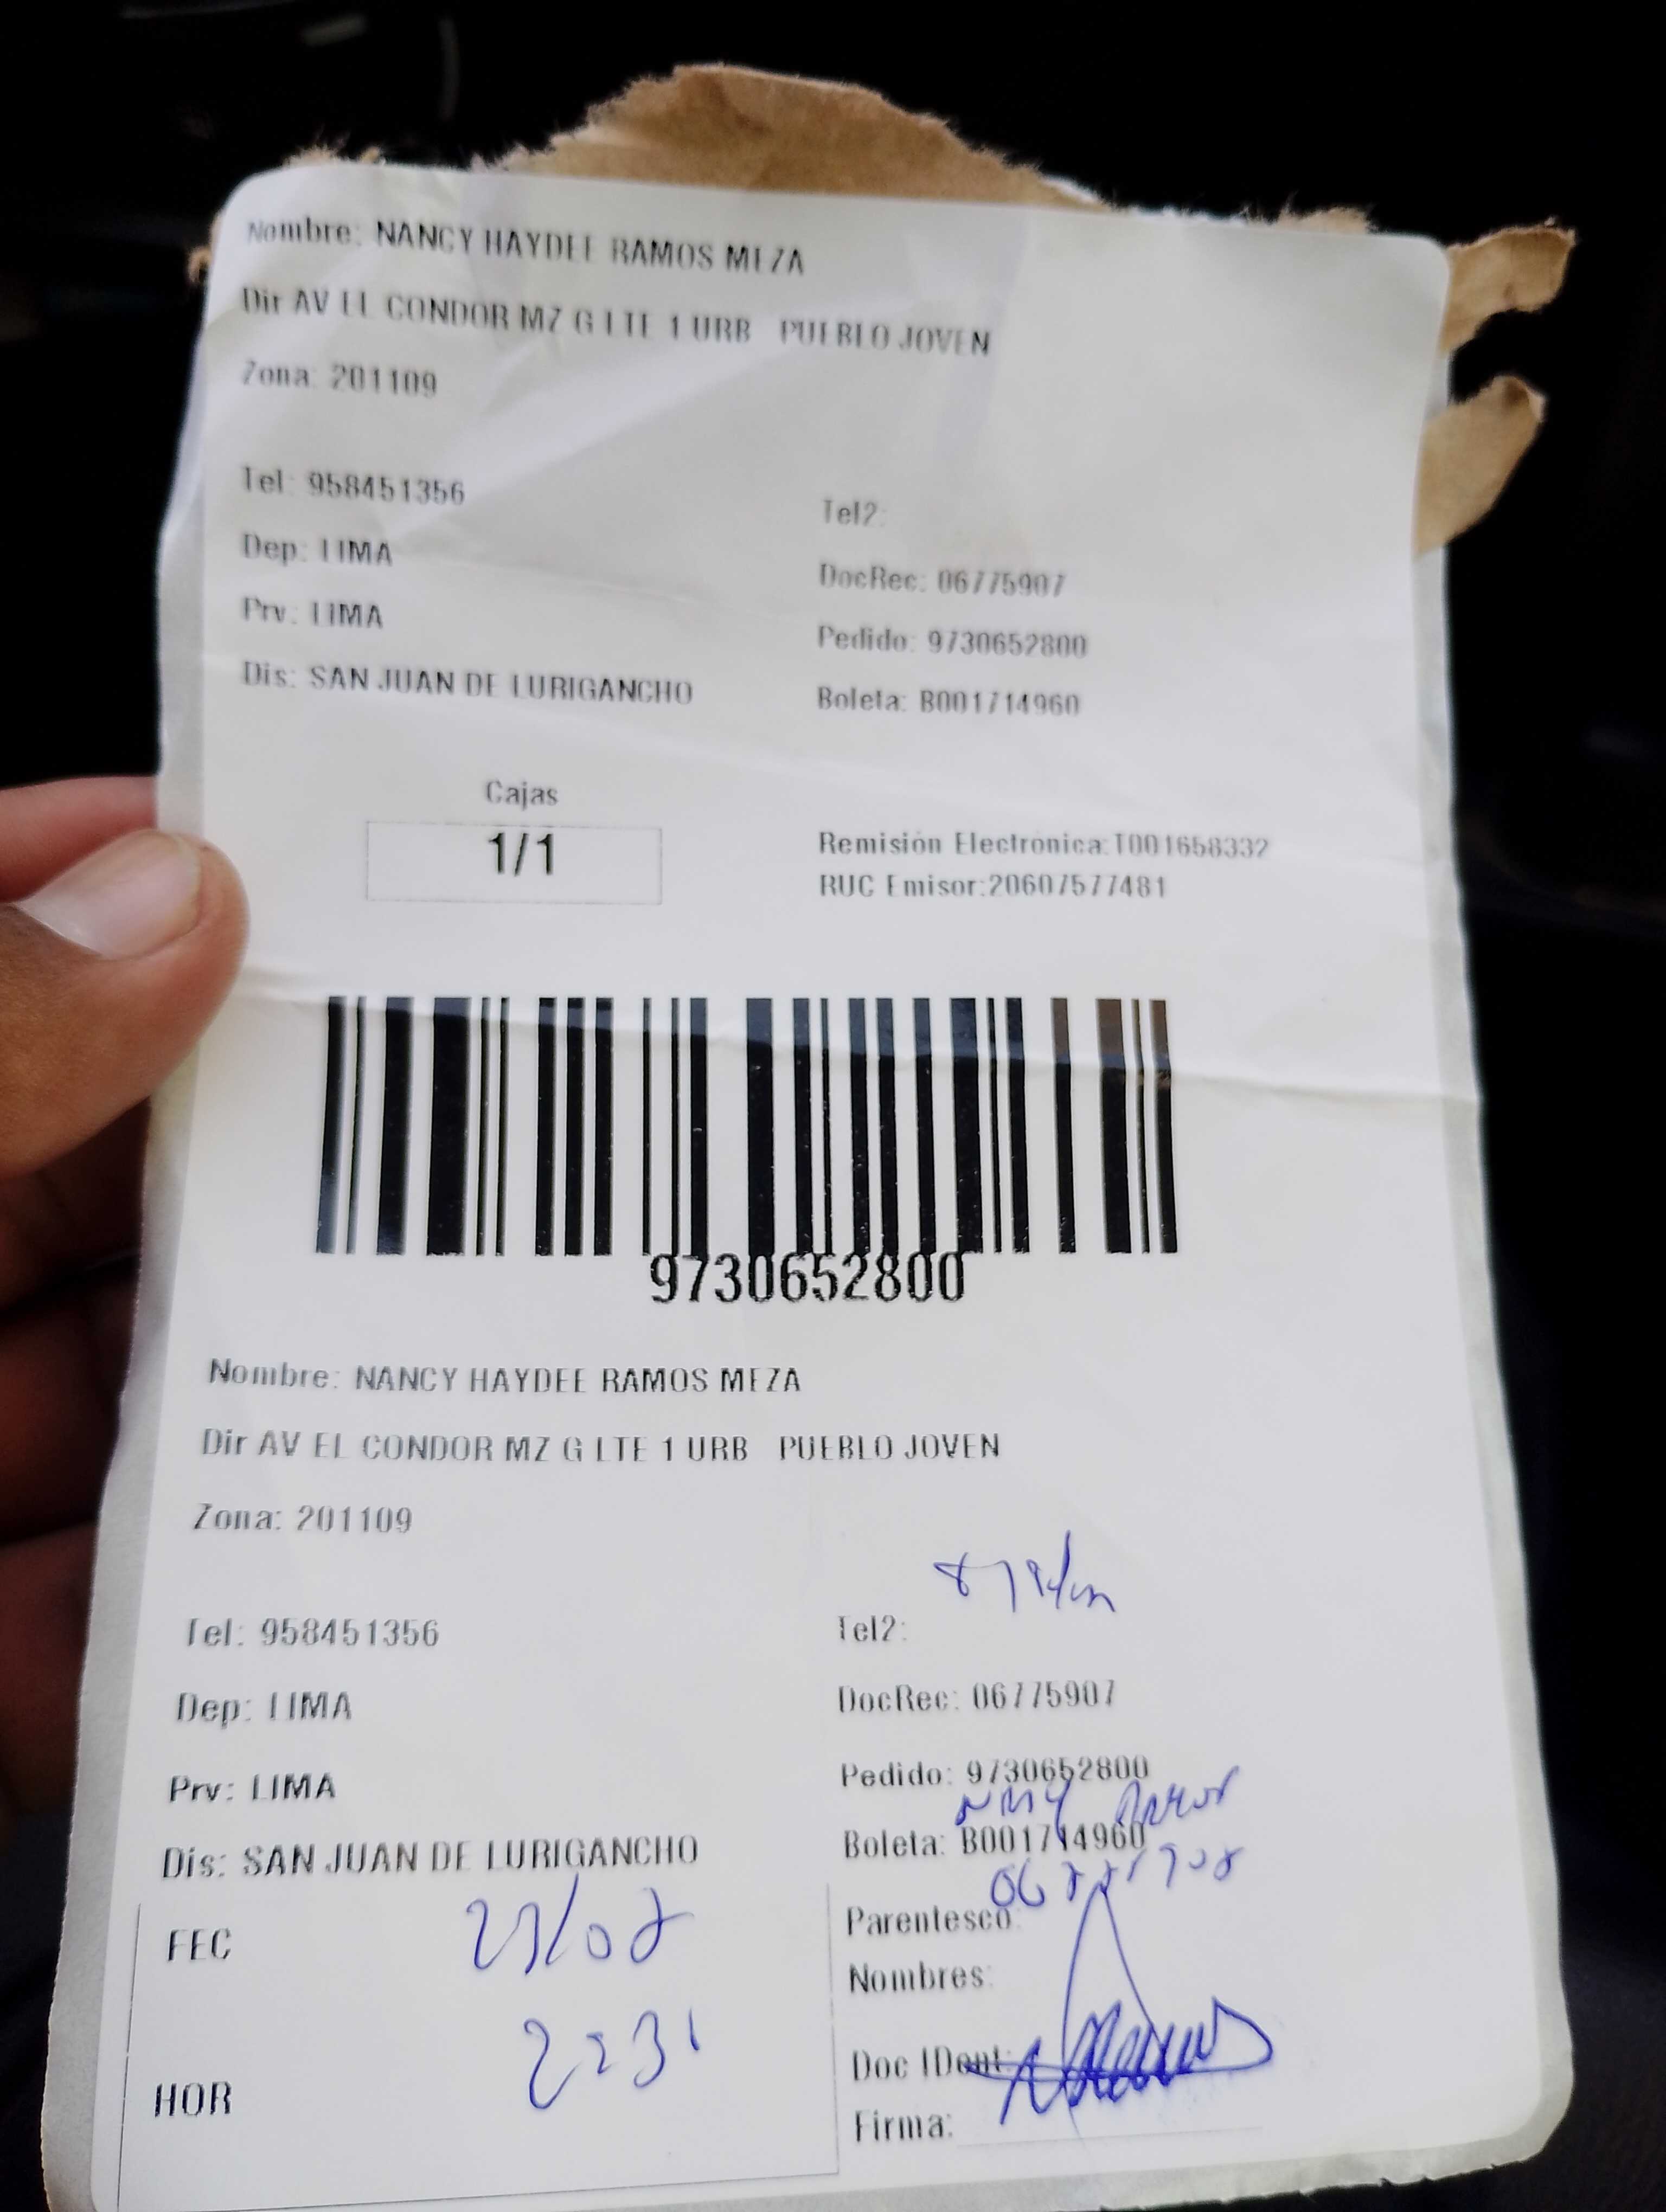 Nombre: NANCY HAYDEE RAMOS MEZA
Dir AV EL CONDOR MZ G LTE 1 URB PUEBLO JOVEN
Zona: 201109
Tel: 958451356
Tel2:
Dep: LIMA
DocRec: 06775907
Prv: LIMA
Pedido: 9730652800
Dis: SAN JUAN DE LURIGANCHO
Boleta: B001714960
Cajas
1/1
Remisión Electrónica:T001658332
RUC Emisor:20607577481
9730652800
Nombre: NANCY HAYDEE RAMOS MEZA
Dir AV EL CONDOR MZ G LTE 1 URB PUEBLO JOVEN
Zona: 201109
Tel: 958451356
Tel2:
Dep: LIMA
DocRec: 06775907
Prv: LIMA
Pedido: 9730652800
Dis: SAN JUAN DE LURIGANCHO
Boleta: B001714960
Parentesco:
FEC
Nombres:
Doc IDent:
HOR
Firma: